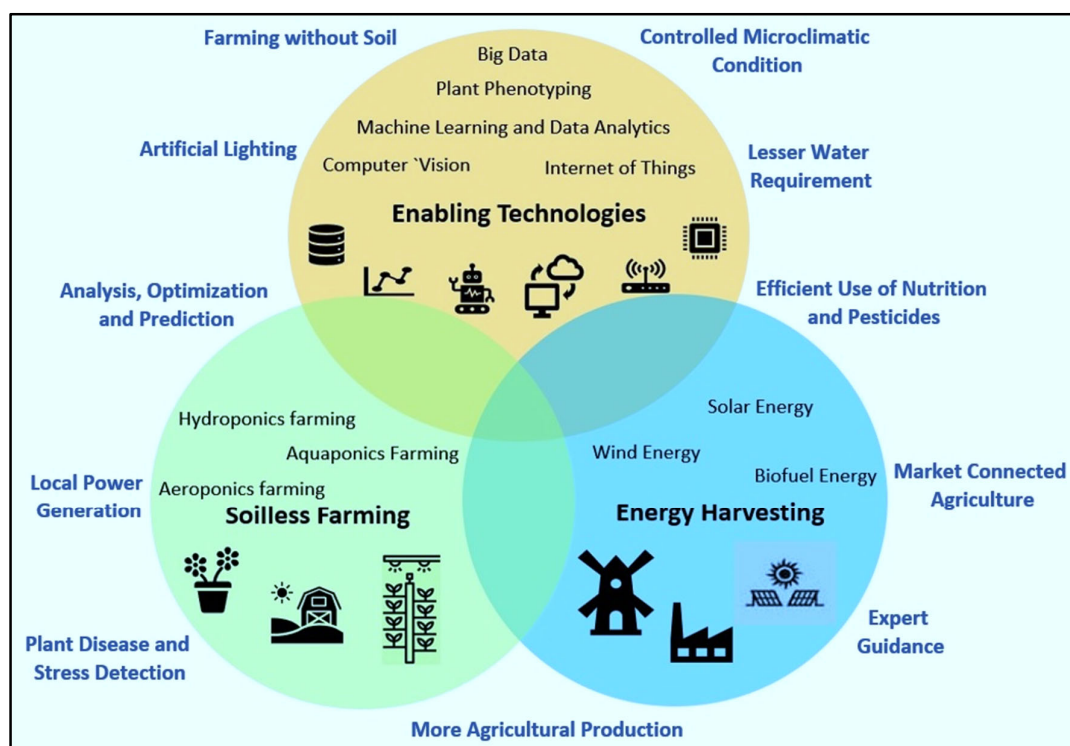 Farming without Soil
Controlled Microclimatic
Condition
Big Data
Plant Phenotyping
Machine Learning and Data Analytics
Artificial Lighting
Computer `Vision
Internet of Things
Lesser Water
Requirement
Enabling Technologies
Analysis, Optimization
and Prediction
Efficient Use of Nutrition
and Pesticides
Hydroponics farming
Aquaponics Farming
Aeroponics farming
Soilless Farming
Solar Energy
Wind Energy
Biofuel Energy
Energy Harvesting
Local Power
Generation
Market Connected
Agriculture
Plant Disease and
Stress Detection
Expert
Guidance
More Agricultural Production